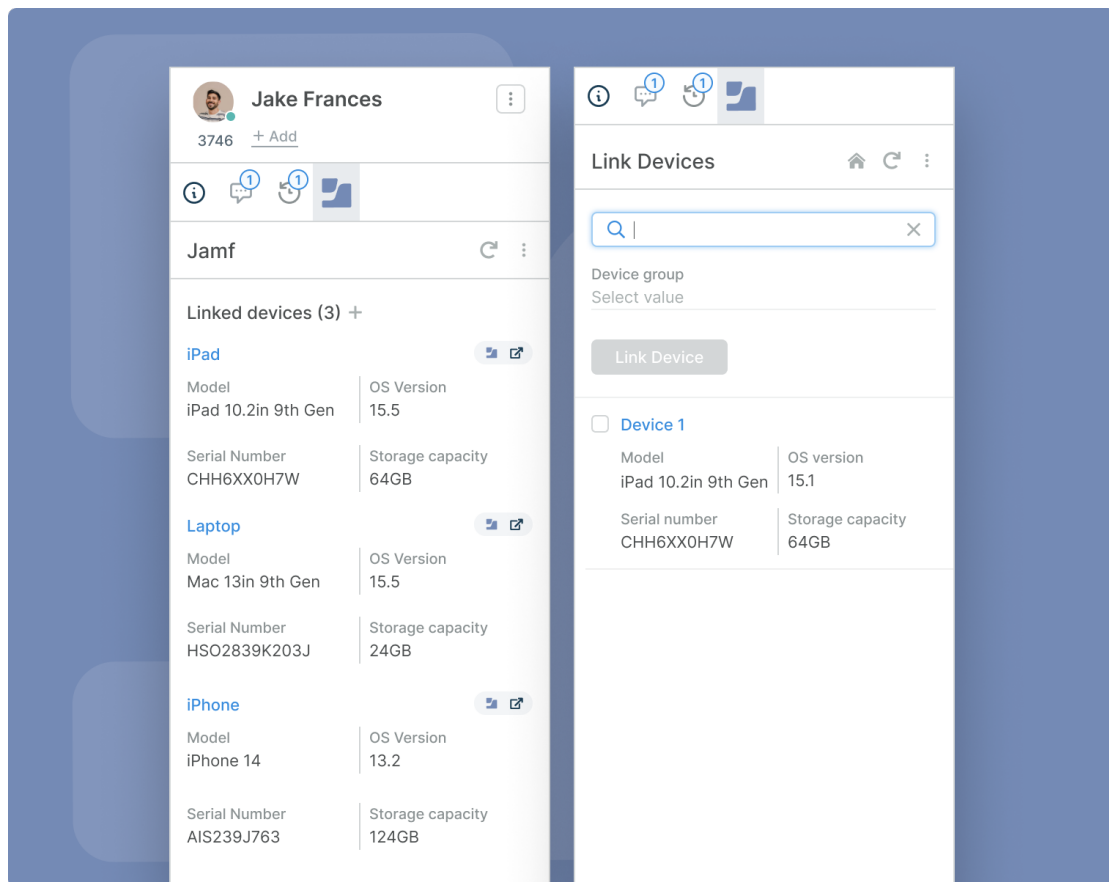 Jake Frances
3746 + Add
1 1
Jamf
Linked devices (3) +
iPad
Model OS Version
iPad 10.2in 9th Gen 15.5
Serial Number Storage capacity
CHH6XX0H7W 64GB
Laptop
Model OS Version
Mac 13in 9th Gen 15.5
Serial Number Storage capacity
HSO2839K203J 24GB
iPhone
Model OS Version
iPhone 14 13.2
Serial Number Storage capacity
AIS239J763 124GB
1 1
Link Devices
Device group
Select value
Link Device
Device 1
Model OS version
iPad 10.2in 9th Gen 15.1
Serial number Storage capacity
CHH6XX0H7W 64GB